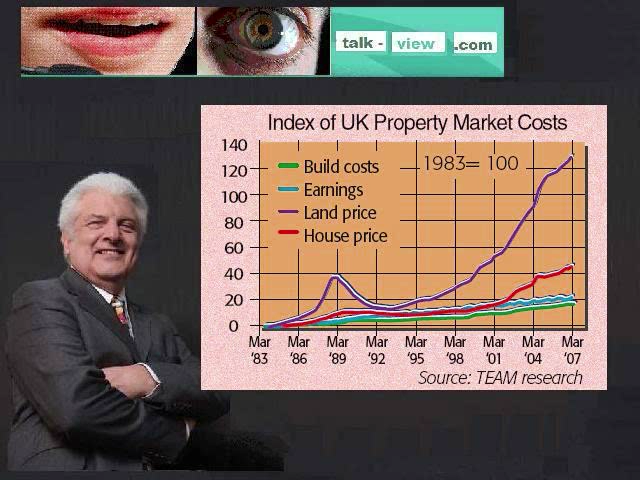 talk - view .com
Index of UK Property Market Costs
140
120
100
80
60
40
20
0
1983= 100
Build costs
Earnings
Land price
House price
Mar Mar Mar Mar Mar Mar Mar Mar Mar
'83 '86 '89 '92 '95 '98 '01 '04 '07
Source: TEAM research